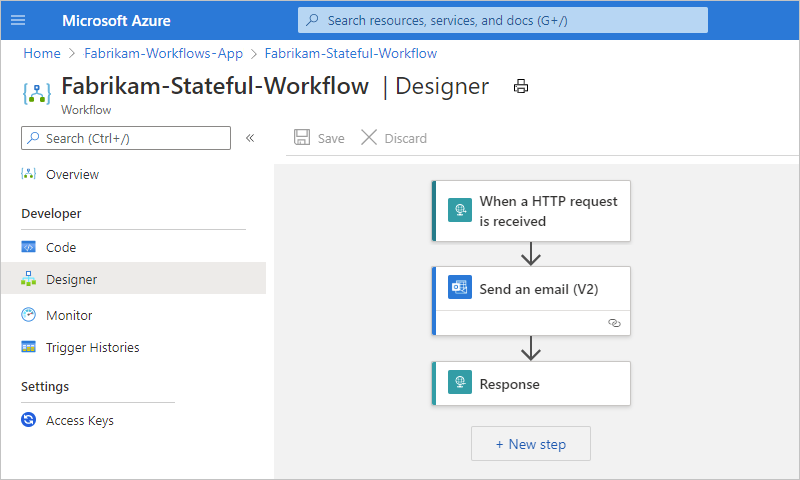 Microsoft Azure
Search resources, services, and docs (G+/)
Home > Fabrikam-Workflows-App > Fabrikam-Stateful-Workflow
Fabrikam-Stateful-Workflow | Designer
Workflow
Search (Ctrl+/)
«
Save
Discard
Overview
Developer
Code
Designer
Monitor
Trigger Histories
Settings
Access Keys
When a HTTP request
is received
Send an email (V2)
Response
+ New step